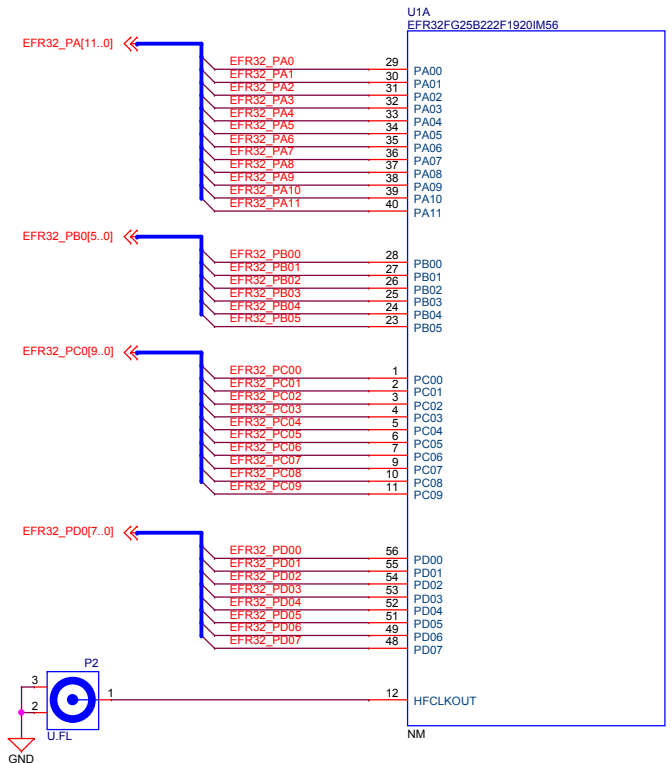 U1A
EFR32FG25B222F1920IM56
EFR32_PA[11..0]
EFR32_PA0 29 PA00
EFR32_PA1 30 PA01
EFR32_PA2 31 PA02
EFR32_PA3 32 PA03
EFR32_PA4 33 PA04
EFR32_PA5 34 PA05
EFR32_PA6 35 PA06
EFR32_PA7 36 PA07
EFR32_PA8 37 PA08
EFR32_PA9 38 PA09
EFR32_PA10 39 PA10
EFR32_PA11 40 PA11
EFR32_PB0[5..0]
EFR32_PB00 28 PB00
EFR32_PB01 27 PB01
EFR32_PB02 26 PB02
EFR32_PB03 25 PB03
EFR32_PB04 24 PB04
EFR32_PB05 23 PB05
EFR32_PC0[9..0]
EFR32_PC00 1 PC00
EFR32_PC01 2 PC01
EFR32_PC02 3 PC02
EFR32_PC03 4 PC03
EFR32_PC04 5 PC04
EFR32_PC05 6 PC05
EFR32_PC06 7 PC06
EFR32_PC07 9 PC07
EFR32_PC08 10 PC08
EFR32_PC09 11 PC09
EFR32_PD0[7..0]
EFR32_PD00 56 PD00
EFR32_PD01 55 PD01
EFR32_PD02 54 PD02
EFR32_PD03 53 PD03
EFR32_PD04 52 PD04
EFR32_PD05 51 PD05
EFR32_PD06 49 PD06
EFR32_PD07 48 PD07
P2
3
1 12 HFCLKOUT
2
U.FL
NM
GND